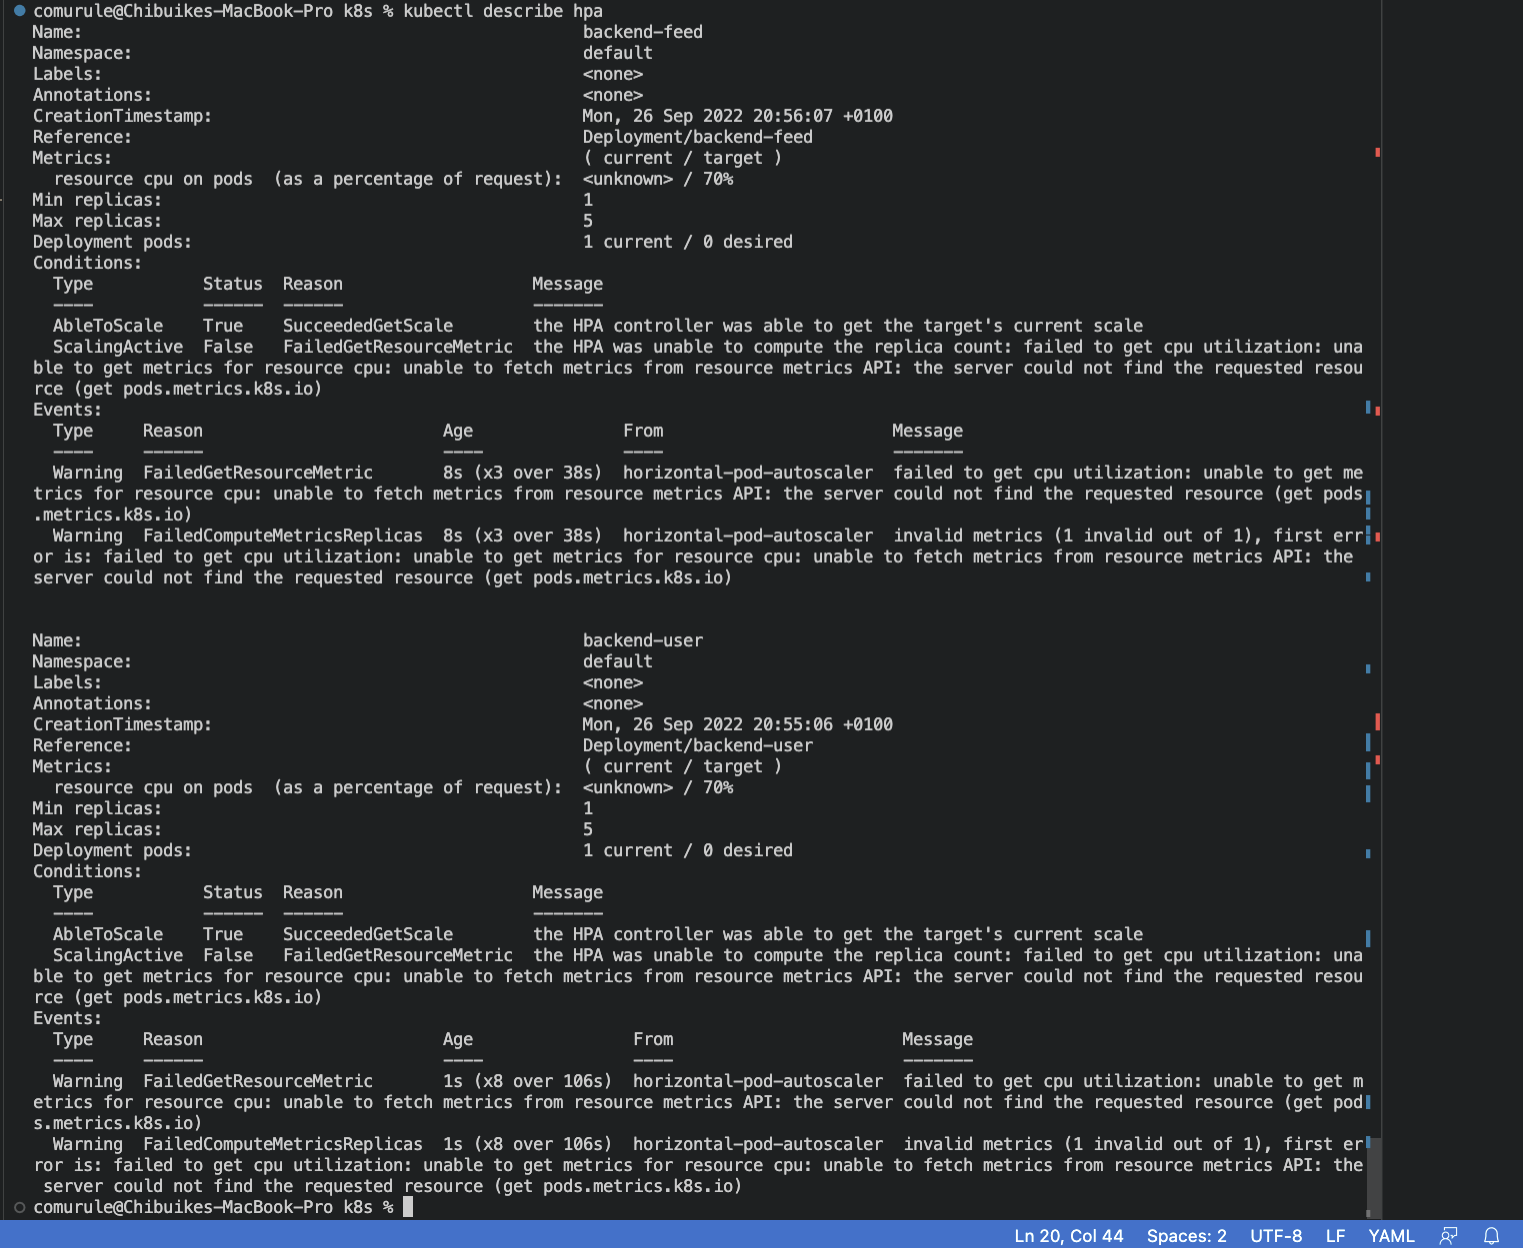 comurule@Chibuikes-MacBook-Pro k8s % kubectl describe hpa
Name:                                                  backend-feed
Namespace:                                             default
Labels:                                                <none>
Annotations:                                           <none>
CreationTimestamp:                                     Mon, 26 Sep 2022 20:56:07 +0100
Reference:                                             Deployment/backend-feed
Metrics:                                               ( current / target )
  resource cpu on pods  (as a percentage of request):  <unknown> / 70%
Min replicas:                                          1
Max replicas:                                          5
Deployment pods:                                       1 current / 0 desired
Conditions:
  Type           Status  Reason                   Message
  ----           ------  ------                   -------
  AbleToScale    True    SucceededGetScale        the HPA controller was able to get the target's current scale
  ScalingActive  False   FailedGetResourceMetric  the HPA was unable to compute the replica count: failed to get cpu utilization: una
ble to get metrics for resource cpu: unable to fetch metrics from resource metrics API: the server could not find the requested resou
rce (get pods.metrics.k8s.io)
Events:
  Type     Reason                        Age               From                       Message
  ----     ------                        ----              ----                       -------
  Warning  FailedGetResourceMetric       8s (x3 over 38s)  horizontal-pod-autoscaler  failed to get cpu utilization: unable to get me
trics for resource cpu: unable to fetch metrics from resource metrics API: the server could not find the requested resource (get pods
.metrics.k8s.io)
  Warning  FailedComputeMetricsReplicas  8s (x3 over 38s)  horizontal-pod-autoscaler  invalid metrics (1 invalid out of 1), first err
or is: failed to get cpu utilization: unable to get metrics for resource cpu: unable to fetch metrics from resource metrics API: the
server could not find the requested resource (get pods.metrics.k8s.io)
Name:                                                  backend-user
Namespace:                                             default
Labels:                                                <none>
Annotations:                                           <none>
CreationTimestamp:                                     Mon, 26 Sep 2022 20:55:06 +0100
Reference:                                             Deployment/backend-user
Metrics:                                               ( current / target )
  resource cpu on pods  (as a percentage of request):  <unknown> / 70%
Min replicas:                                          1
Max replicas:                                          5
Deployment pods:                                       1 current / 0 desired
Conditions:
  Type           Status  Reason                   Message
  ----           ------  ------                   -------
  AbleToScale    True    SucceededGetScale        the HPA controller was able to get the target's current scale
  ScalingActive  False   FailedGetResourceMetric  the HPA was unable to compute the replica count: failed to get cpu utilization: una
ble to get metrics for resource cpu: unable to fetch metrics from resource metrics API: the server could not find the requested resou
rce (get pods.metrics.k8s.io)
Events:
  Type     Reason                        Age                From                       Message
  ----     ------                        ----               ----                       -------
  Warning  FailedGetResourceMetric       1s (x8 over 106s)  horizontal-pod-autoscaler  failed to get cpu utilization: unable to get m
etrics for resource cpu: unable to fetch metrics from resource metrics API: the server could not find the requested resource (get pod
s.metrics.k8s.io)
  Warning  FailedComputeMetricsReplicas  1s (x8 over 106s)  horizontal-pod-autoscaler  invalid metrics (1 invalid out of 1), first er
ror is: failed to get cpu utilization: unable to get metrics for resource cpu: unable to fetch metrics from resource metrics API: the
 server could not find the requested resource (get pods.metrics.k8s.io)
comurule@Chibuikes-MacBook-Pro k8s %
Ln 20, Col 44  Spaces: 2  UTF-8  LF  YAML